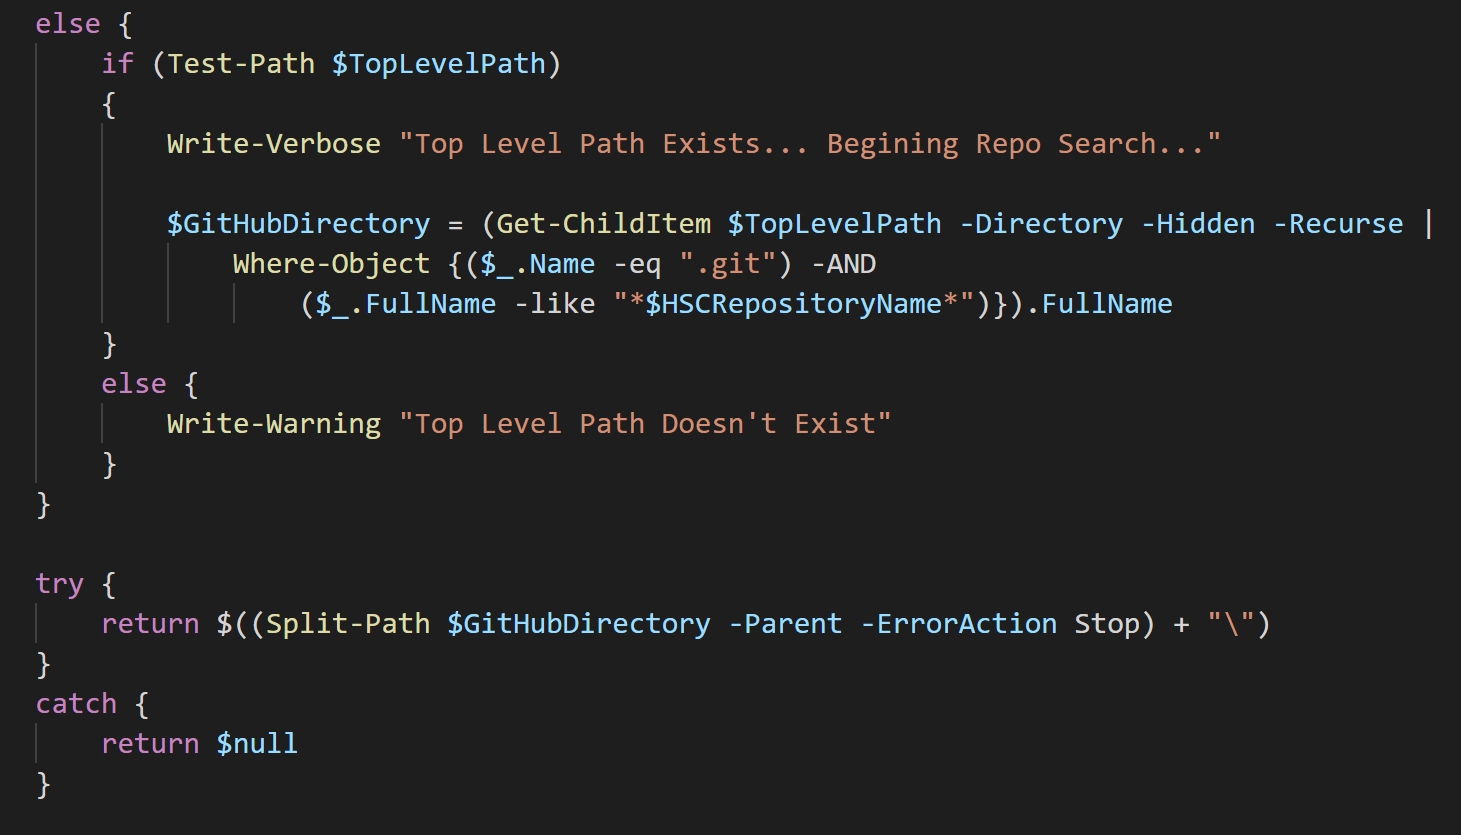 else {
    if (Test-Path $TopLevelPath)
    {
        Write-Verbose "Top Level Path Exists... Begining Repo Search..."

        $GitHubDirectory = (Get-ChildItem $TopLevelPath -Directory -Hidden -Recurse |
            Where-Object {($_.Name -eq ".git") -AND
                ($_.FullName -like "*$HSCRepositoryName*")}).FullName
    }
    else {
        Write-Warning "Top Level Path Doesn't Exist"
    }
}

try {
    return $((Split-Path $GitHubDirectory -Parent -ErrorAction Stop) + "\")
}
catch {
    return $null
}